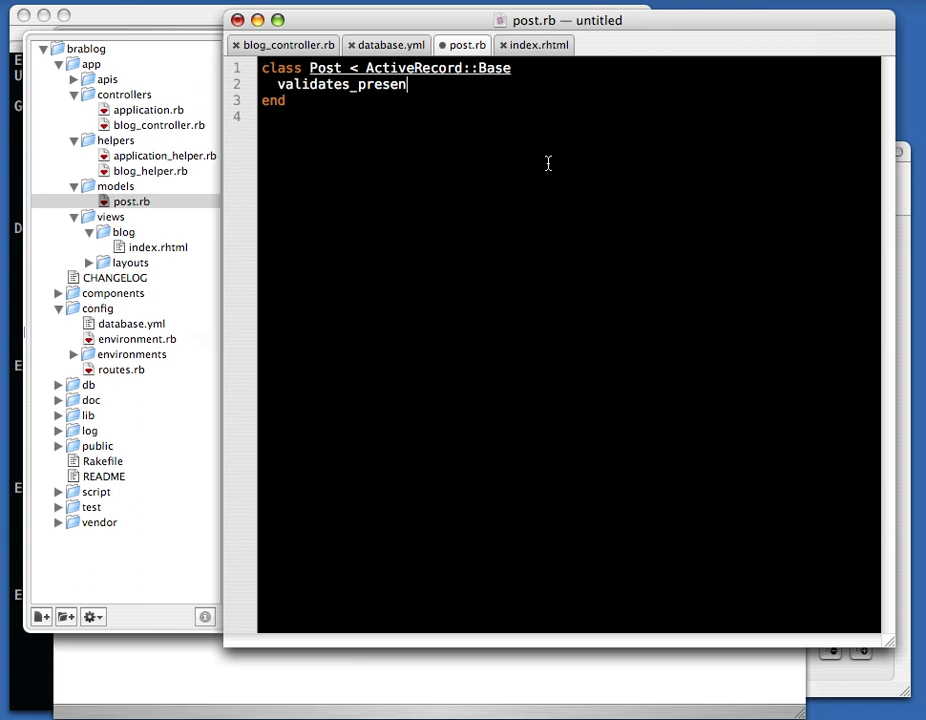 post.rb — untitled
blog_controller.rb
database.yml
post.rb
index.rhtml
brablog
app
apis
controllers
application.rb
blog_controller.rb
helpers
application_helper.rb
blog_helper.rb
models
post.rb
views
blog
index.rhtml
layouts
CHANGELOG
components
config
database.yml
environment.rb
environments
routes.rb
db
doc
lib
log
public
Rakefile
README
script
test
vendor
1 class Post < ActiveRecord::Base
2 validates_presen
3 end
4
E
U
G
D
E
E
E